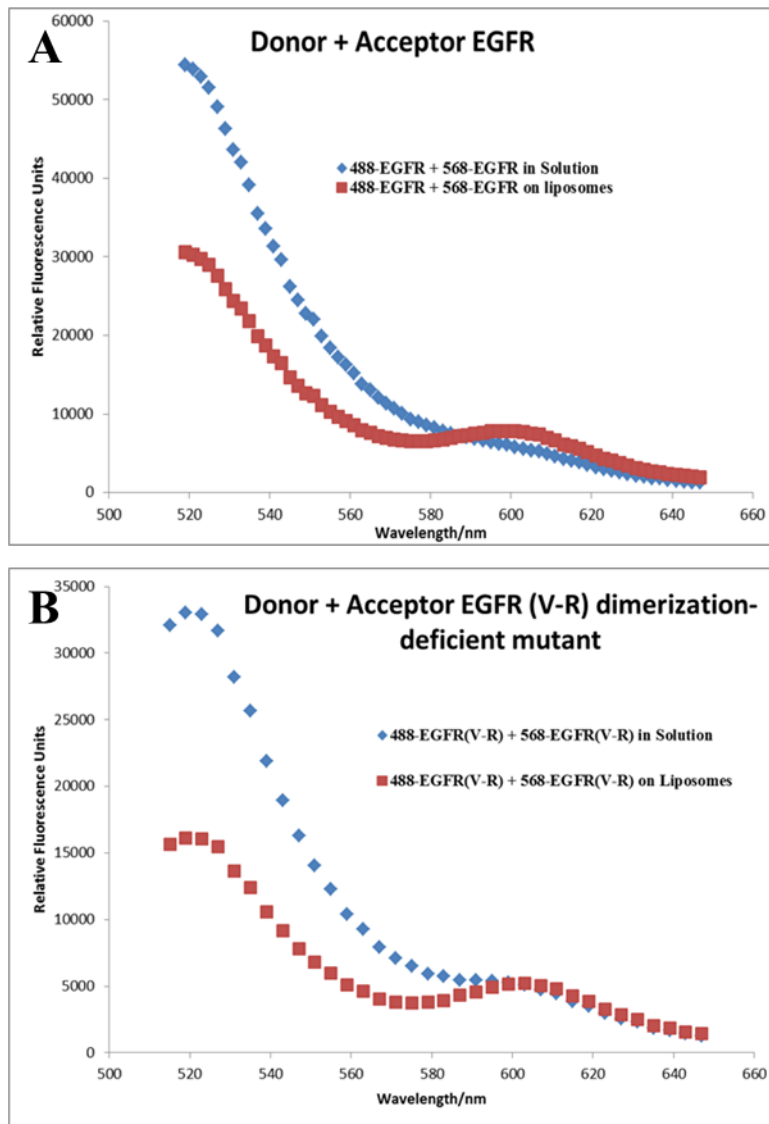 A
Donor + Acceptor EGFR
60000
50000
40000
30000
20000
10000
0
Relative Fluorescence Units
488-EGFR + 568-EGFR in Solution
488-EGFR + 568-EGFR on liposomes
500 520 540 560 580 600 620 640 660
Wavelength/nm
B
Donor + Acceptor EGFR (V-R) dimerization-
deficient mutant
35000
30000
25000
20000
15000
10000
5000
0
Relative Fluorescence Units
488-EGFR(V-R) + 568-EGFR(V-R) in Solution
488-EGFR(V-R) + 568-EGFR(V-R) on Liposomes
500 520 540 560 580 600 620 640 660
Wavelength/nm